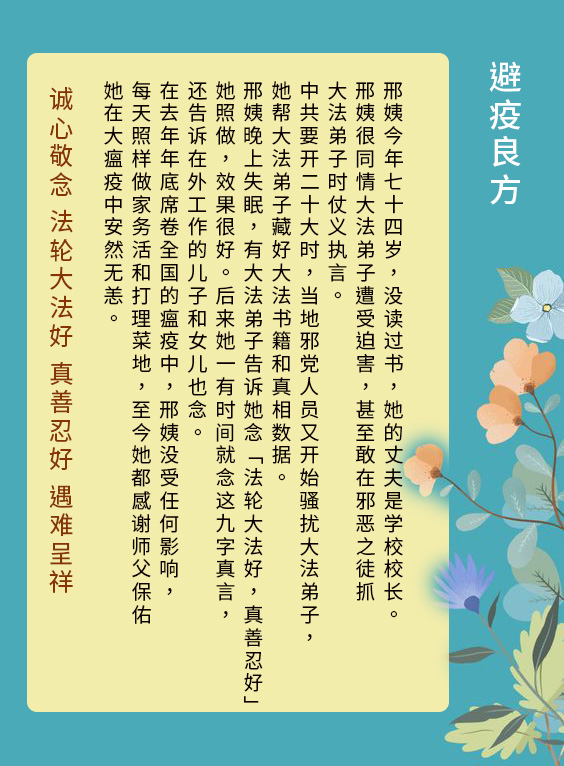 避疫良方
邢姨今年七十四岁，没读过书，她的丈夫是学校校长。
邢姨很同情大法弟子遭受迫害，甚至敢在邪恶之徒抓
大法弟子时仗义执言。
中共要开二十大时，当地邪党人员又开始骚扰大法弟子，
她帮大法弟子藏好大法书籍和真相数据。
邢姨晚上失眠，有大法弟子告诉她念「法轮大法好，真善忍好」
她照做，效果很好。后来她一有时间就念这九字真言，
还告诉在外工作的儿子和女儿也念。
在去年年底席卷全国的瘟疫中，邢姨没受任何影响，
每天照样做家务活和打理菜地，至今她都感谢师父保佑
她在大瘟疫中安然无恙。
诚心敬念 法轮大法好 真善忍好 遇难呈祥